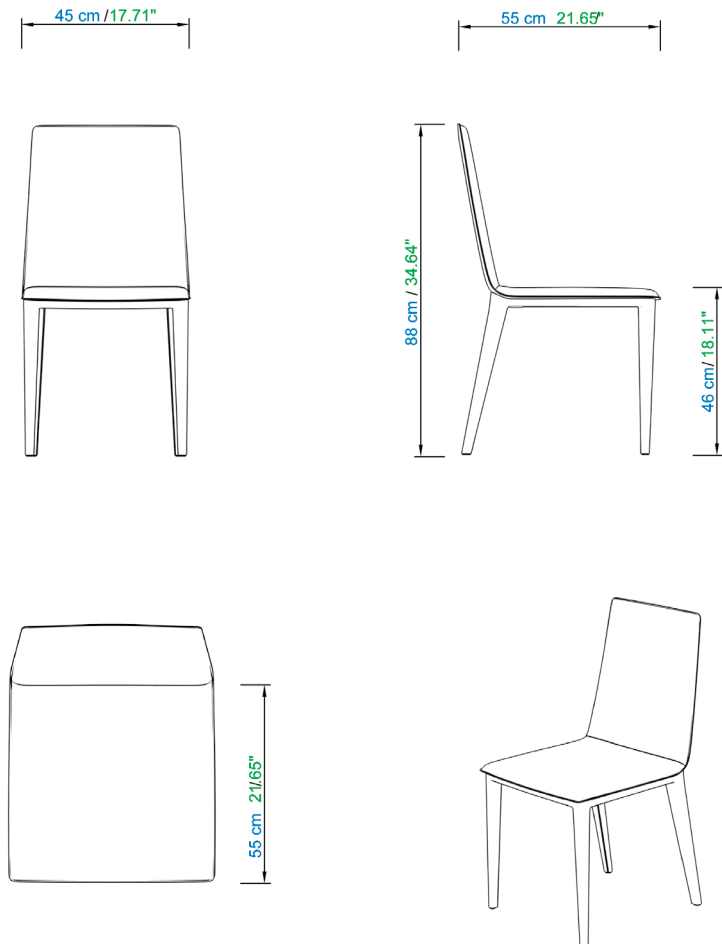 45 cm /17.71"
55 cm 21.65/"
88 cm / 34.64"
46 cm/ 18.11"
55 cm 21/.65"